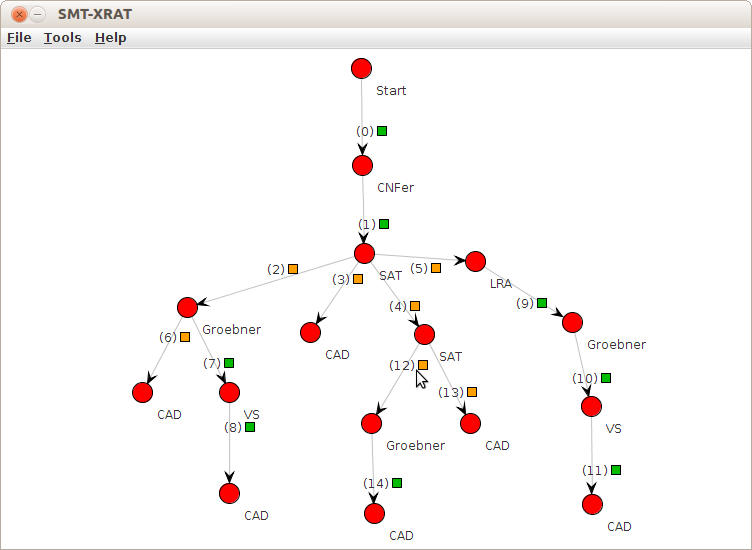 SMT-XRAT
File Tools Help
Start
(0)
CNFer
(1)
SAT
(2)
(3)
(5)
LRA
(4)
(9)
Groebner
(6)
CAD
SAT
Groebner
(7)
(12)
(10)
(13)
CAD
VS
(8)
Groebner
CAD
VS
(14)
(11)
CAD
CAD
CAD